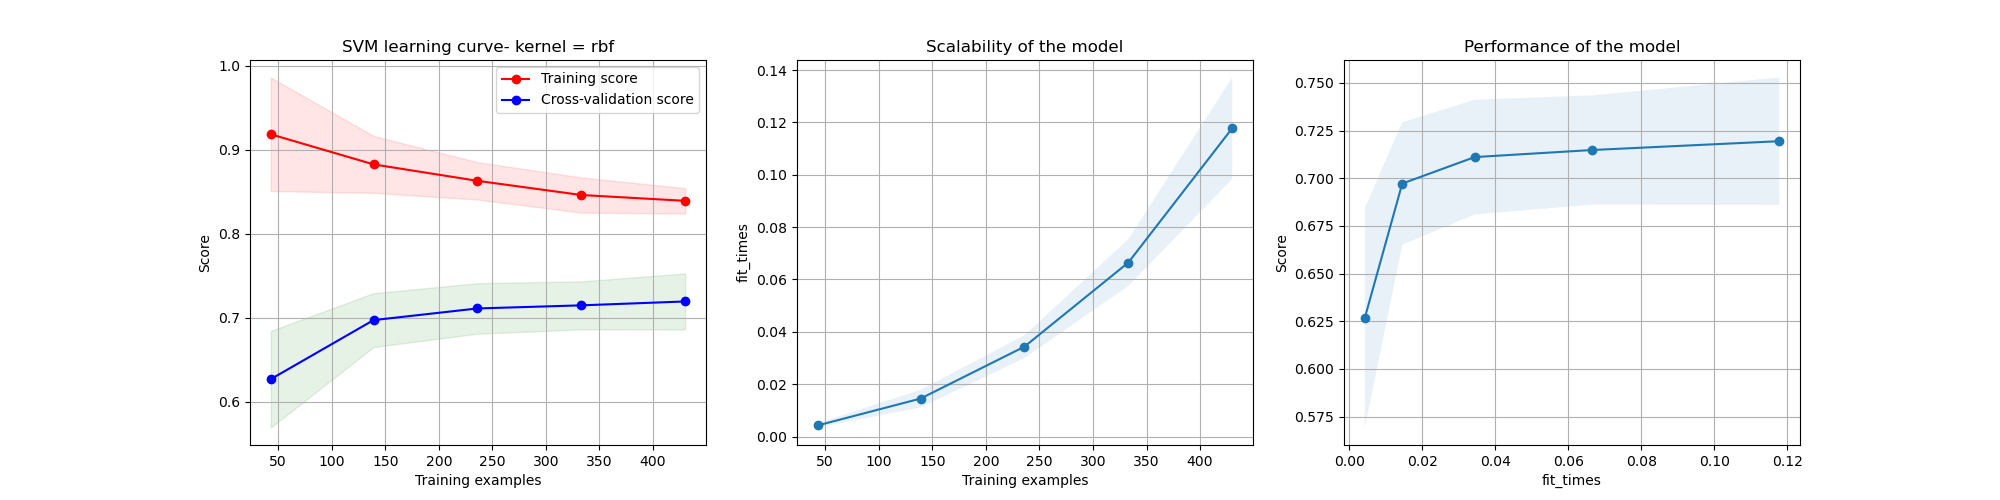 SVM learning curve- kernel = rbf
Training score
Cross-validation score
1.0
0.9
0.8
0.7
0.6
Score
50 100 150 200 250 300 350 400
Training examples
Scalability of the model
0.14
0.12
0.10
0.08
0.06
0.04
0.02
0.00
fit_times
50 100 150 200 250 300 350 400
Training examples
Performance of the model
0.750
0.725
0.700
0.675
0.650
0.625
0.600
0.575
Score
0.00 0.02 0.04 0.06 0.08 0.10 0.12
fit_times